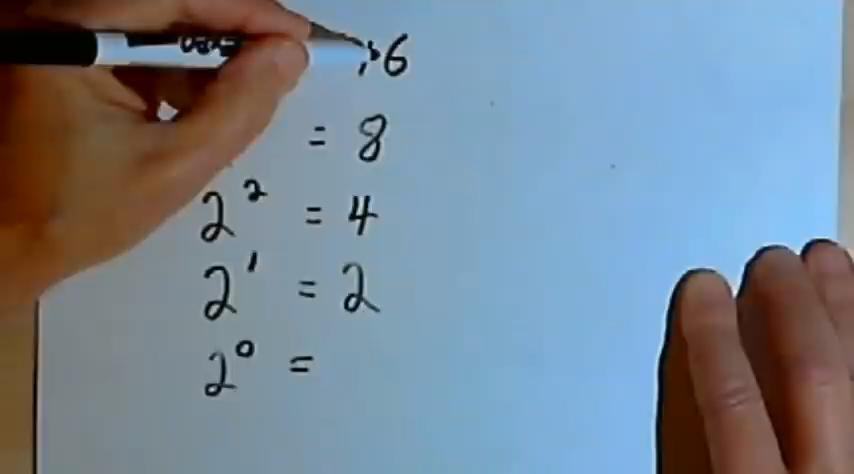 6
= 8
2² = 4
2¹ = 2
2⁰ =